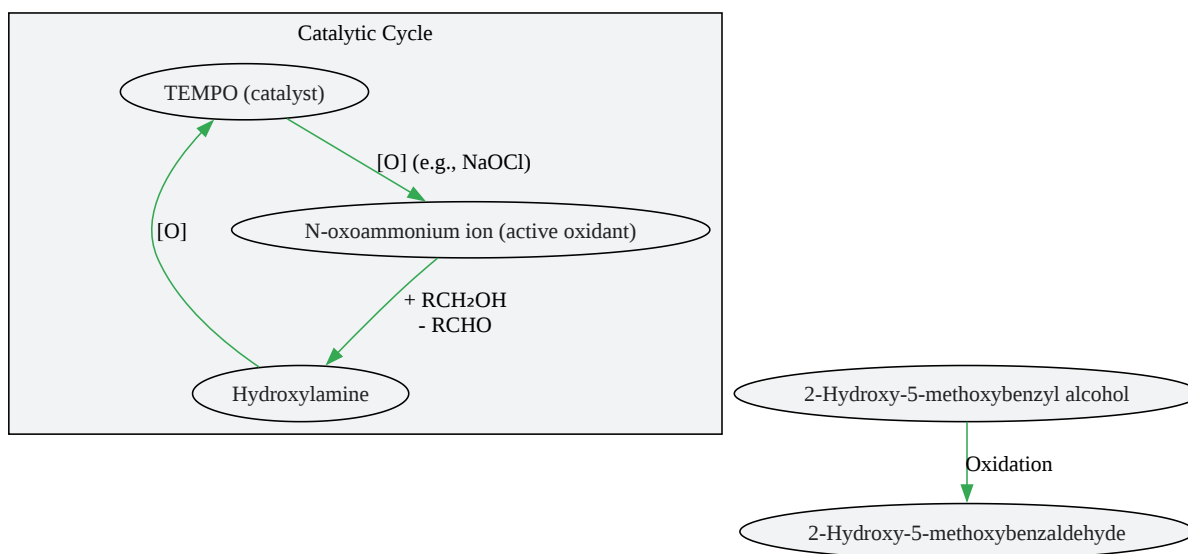 Catalytic Cycle
TEMPO (catalyst)
[O] (e.g., NaOCl)
N-oxoammonium ion (active oxidant)
[O]
+ RCH₂OH
- RCHO
Hydroxylamine
2-Hydroxy-5-methoxybenzyl alcohol
Oxidation
2-Hydroxy-5-methoxybenzaldehyde